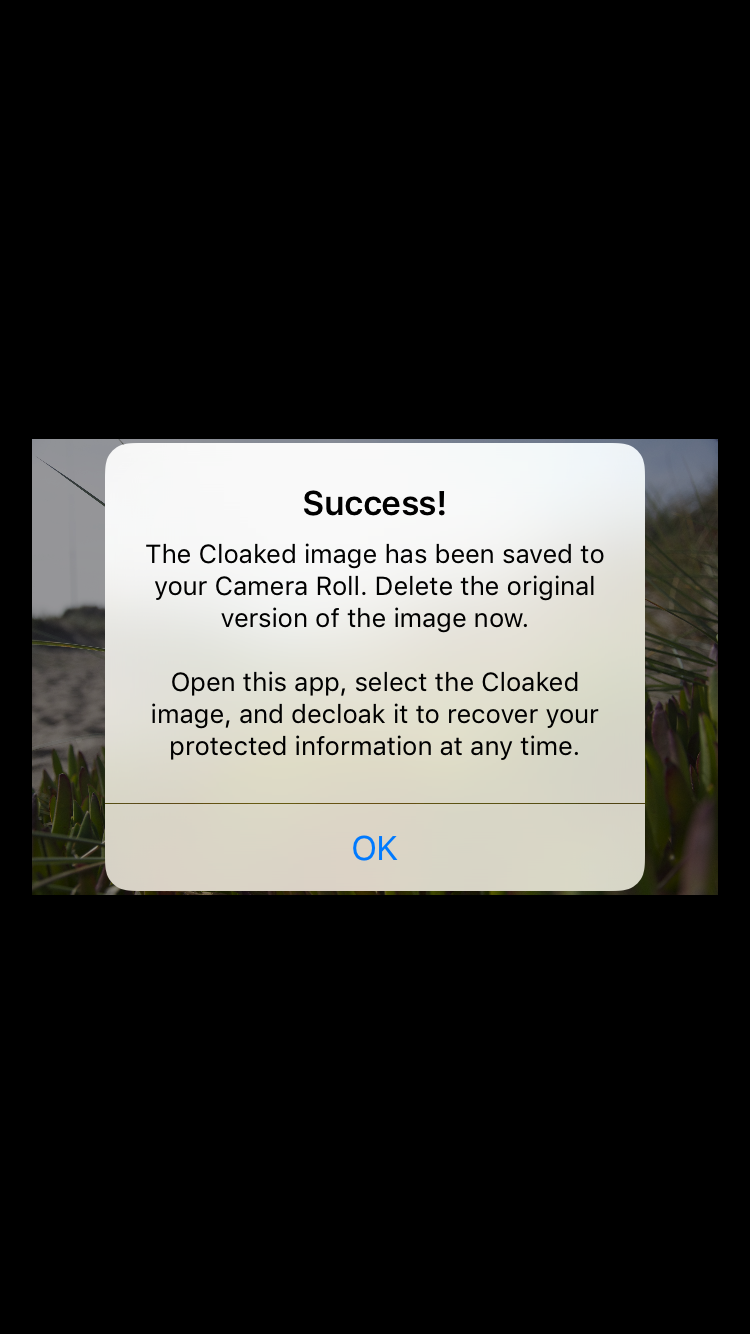 Success!
The Cloaked image has been saved to
your Camera Roll. Delete the original
version of the image now.
Open this app, select the Cloaked
image, and decloak it to recover your
protected information at any time.
OK